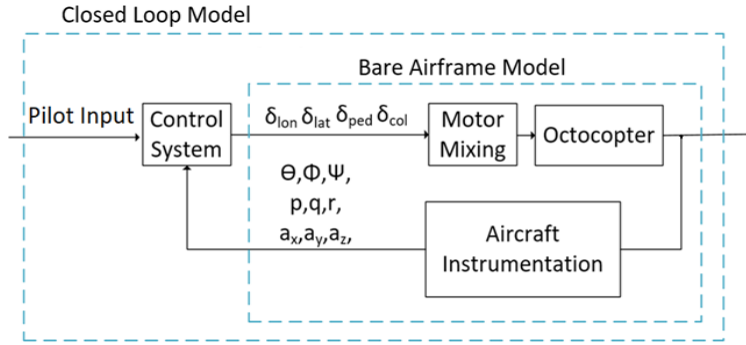 Closed Loop Model
Bare Airframe Model
Pilot Input
Control
System
δlon δlat δped δcol
Motor
Mixing
Octocopter
Θ,Φ,Ψ,
p,q,r,
ax,ay,az,
Aircraft
Instrumentation